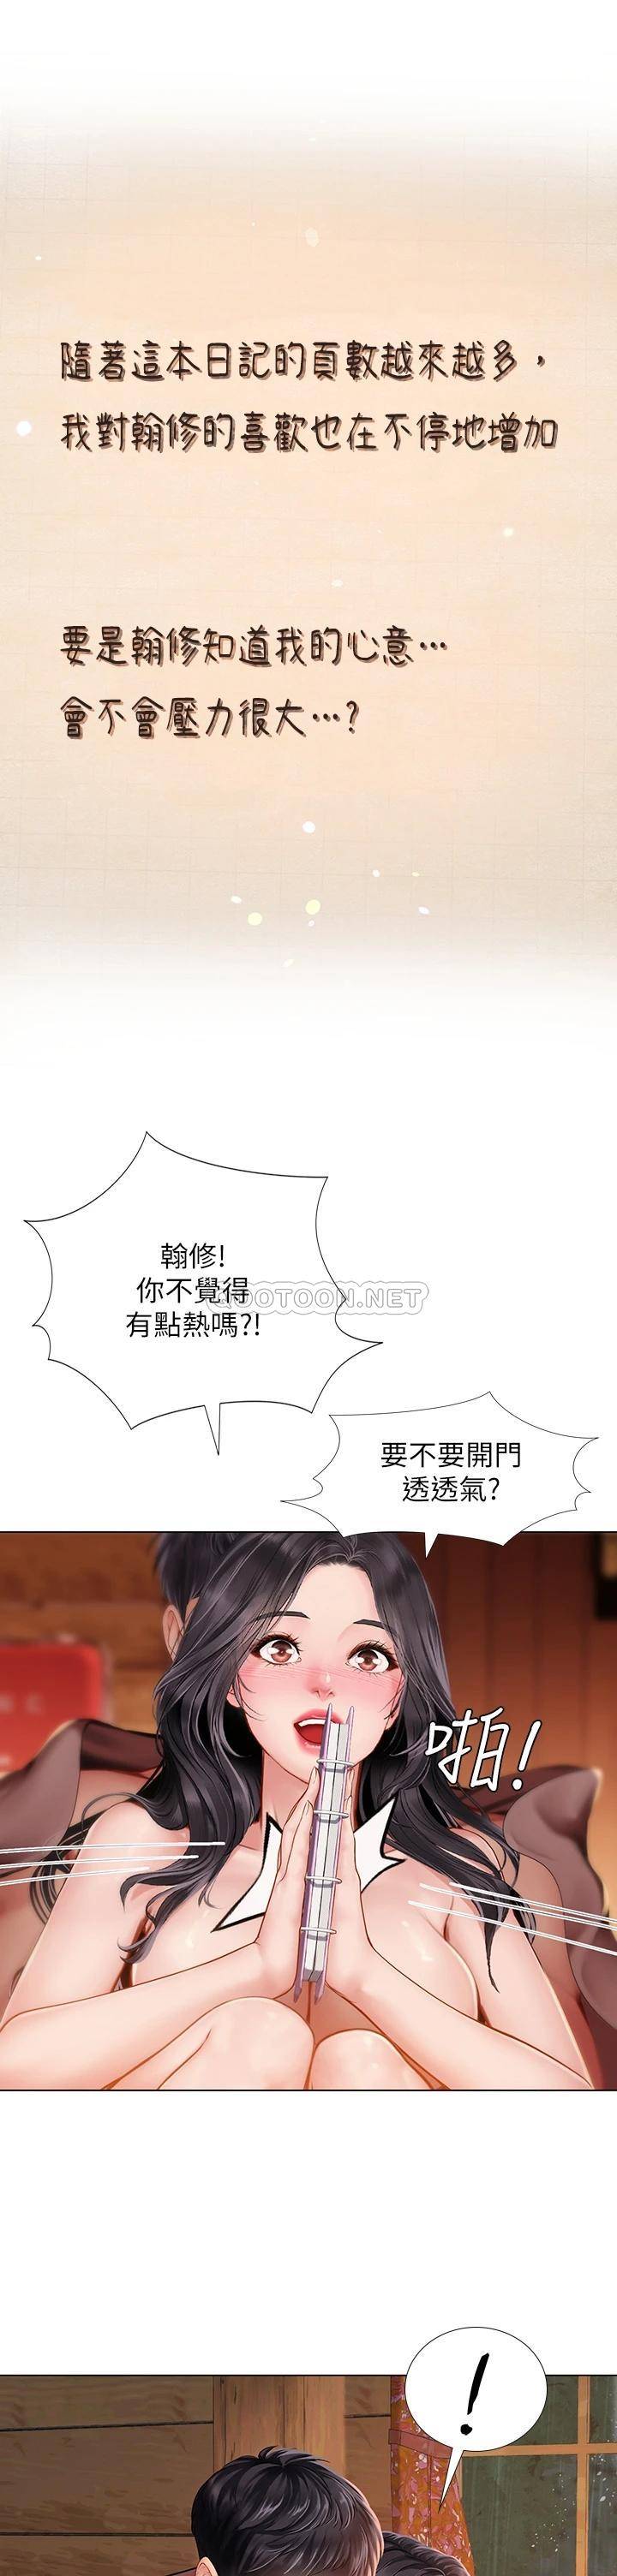 隨著這本日記的頁數越來越多，
我對翰修的喜歡也在不停地增加
要是翰修知道我的心意…
會不會壓力很大…?
翰修!
你不覺得
有點熱嗎?!
TOON.NET
要不要開門
透透氣?
啪!
!